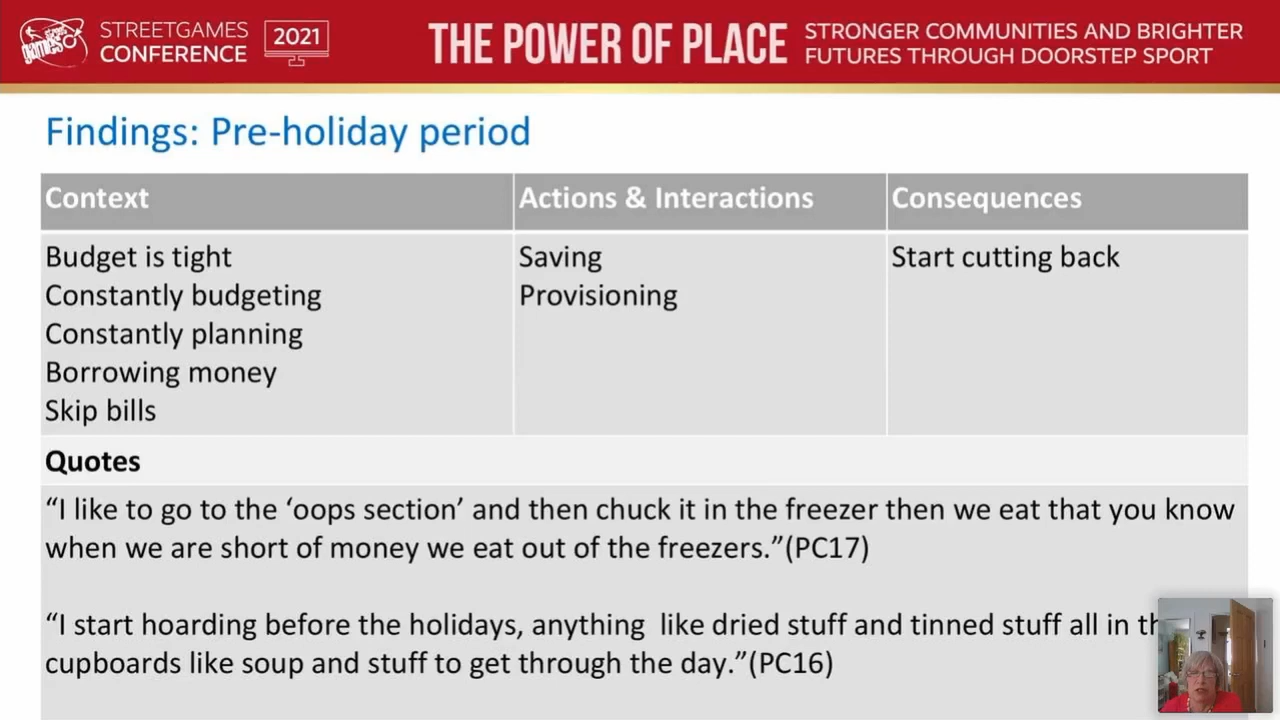 STREETGAMES
CONFERENCE
2021
THE POWER OF PLACE
STRONGER COMMUNITIES AND BRIGHTER
FUTURES THROUGH DOORSTEP SPORT
Findings: Pre-holiday period
Context
Actions & Interactions
Consequences
Budget is tight
Constantly budgeting
Constantly planning
Borrowing money
Skip bills
Saving
Provisioning
Start cutting back
Quotes
“I like to go to the ‘oops section’ and then chuck it in the freezer then we eat that you know
when we are short of money we eat out of the freezers.”(PC17)
“I start hoarding before the holidays, anything  like dried stuff and tinned stuff all in
cupboards like soup and stuff to get through the day.”(PC16)